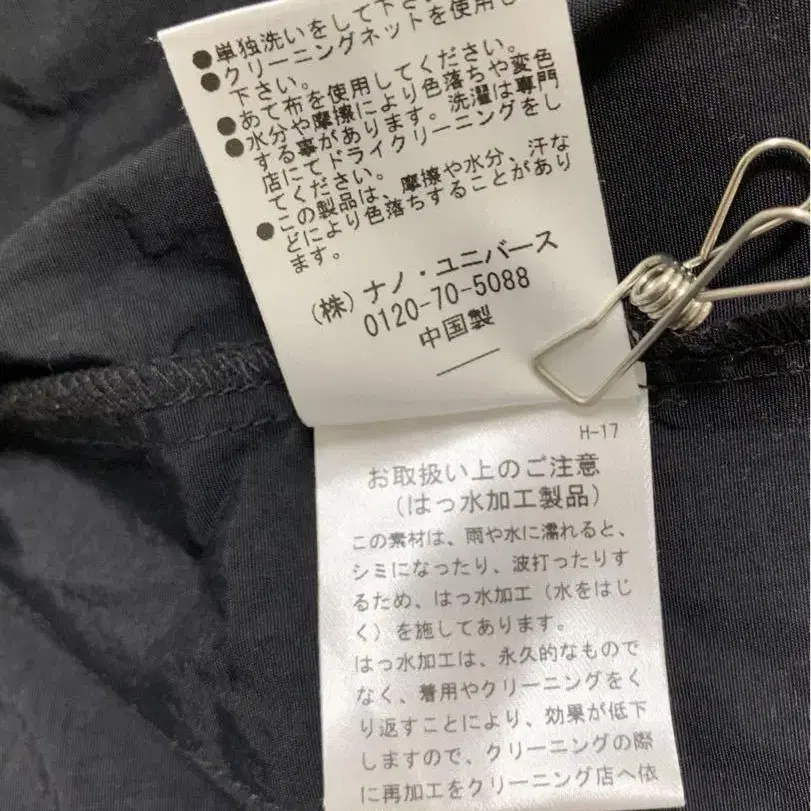 ●単独洗いをして下さ
●クリーニングネットを使用し
下さい。
●あて布を使用してください。
●水分や摩擦により色落ちや変色
する事があります。洗濯は専門
店にてドライクリーニングをし
てください。
●この製品は、摩擦や水分、汗な
どにより色落ちすることがあり
ます。
(株)ナノ・ユニバース
0120-70-5088
中国製
H-17
お取扱い上のご注意
(はっ水加工製品)
この素材は、雨や水に濡れると、
シミになったり、波打ったりす
るため、はっ水加工（水をはじ
く）を施してあります。
はっ水加工は、永久的なもので
なく、着用やクリーニングをく
り返すことにより、効果が低下
しますので、クリーニングの際
に再加工をクリーニング店へ依